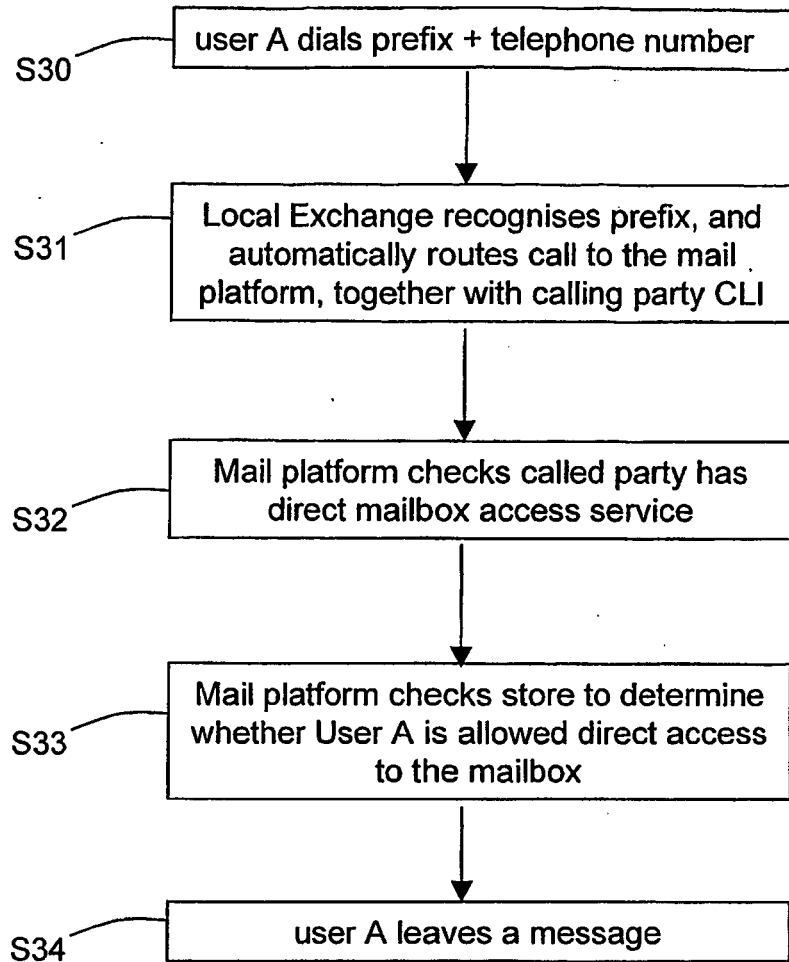 user A dials prefix + telephone number
S30
Local Exchange recognises prefix, and
automatically routes call to the mail
platform, together with calling party CLI
S31
Mail platform checks called party has
direct mailbox access service
S32
Mail platform checks store to determine
whether User A is allowed direct access
to the mailbox
S33
user A leaves a message
S34